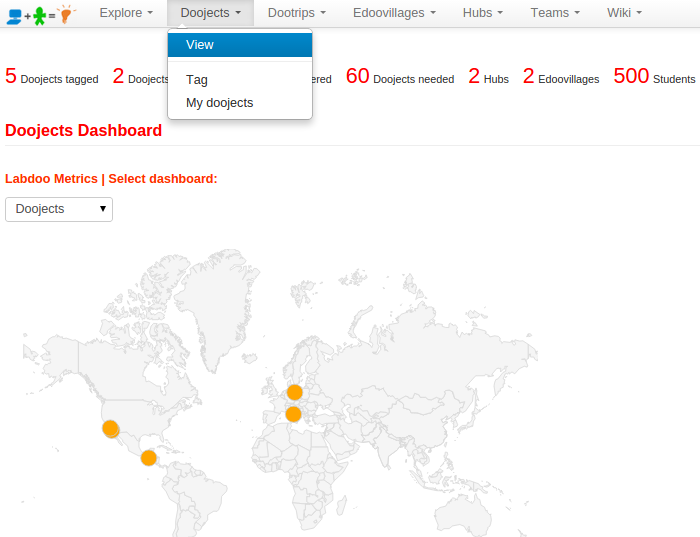 Explore Doojects Dootrips Edoovillages Hubs Teams Wiki
View
Tag
My doojects
5 Doojects tagged 2 Doojects ered 60 Doojects needed 2 Hubs 2 Edoovillages 500 Students
Doojects Dashboard
Labdoo Metrics | Select dashboard:
Doojects